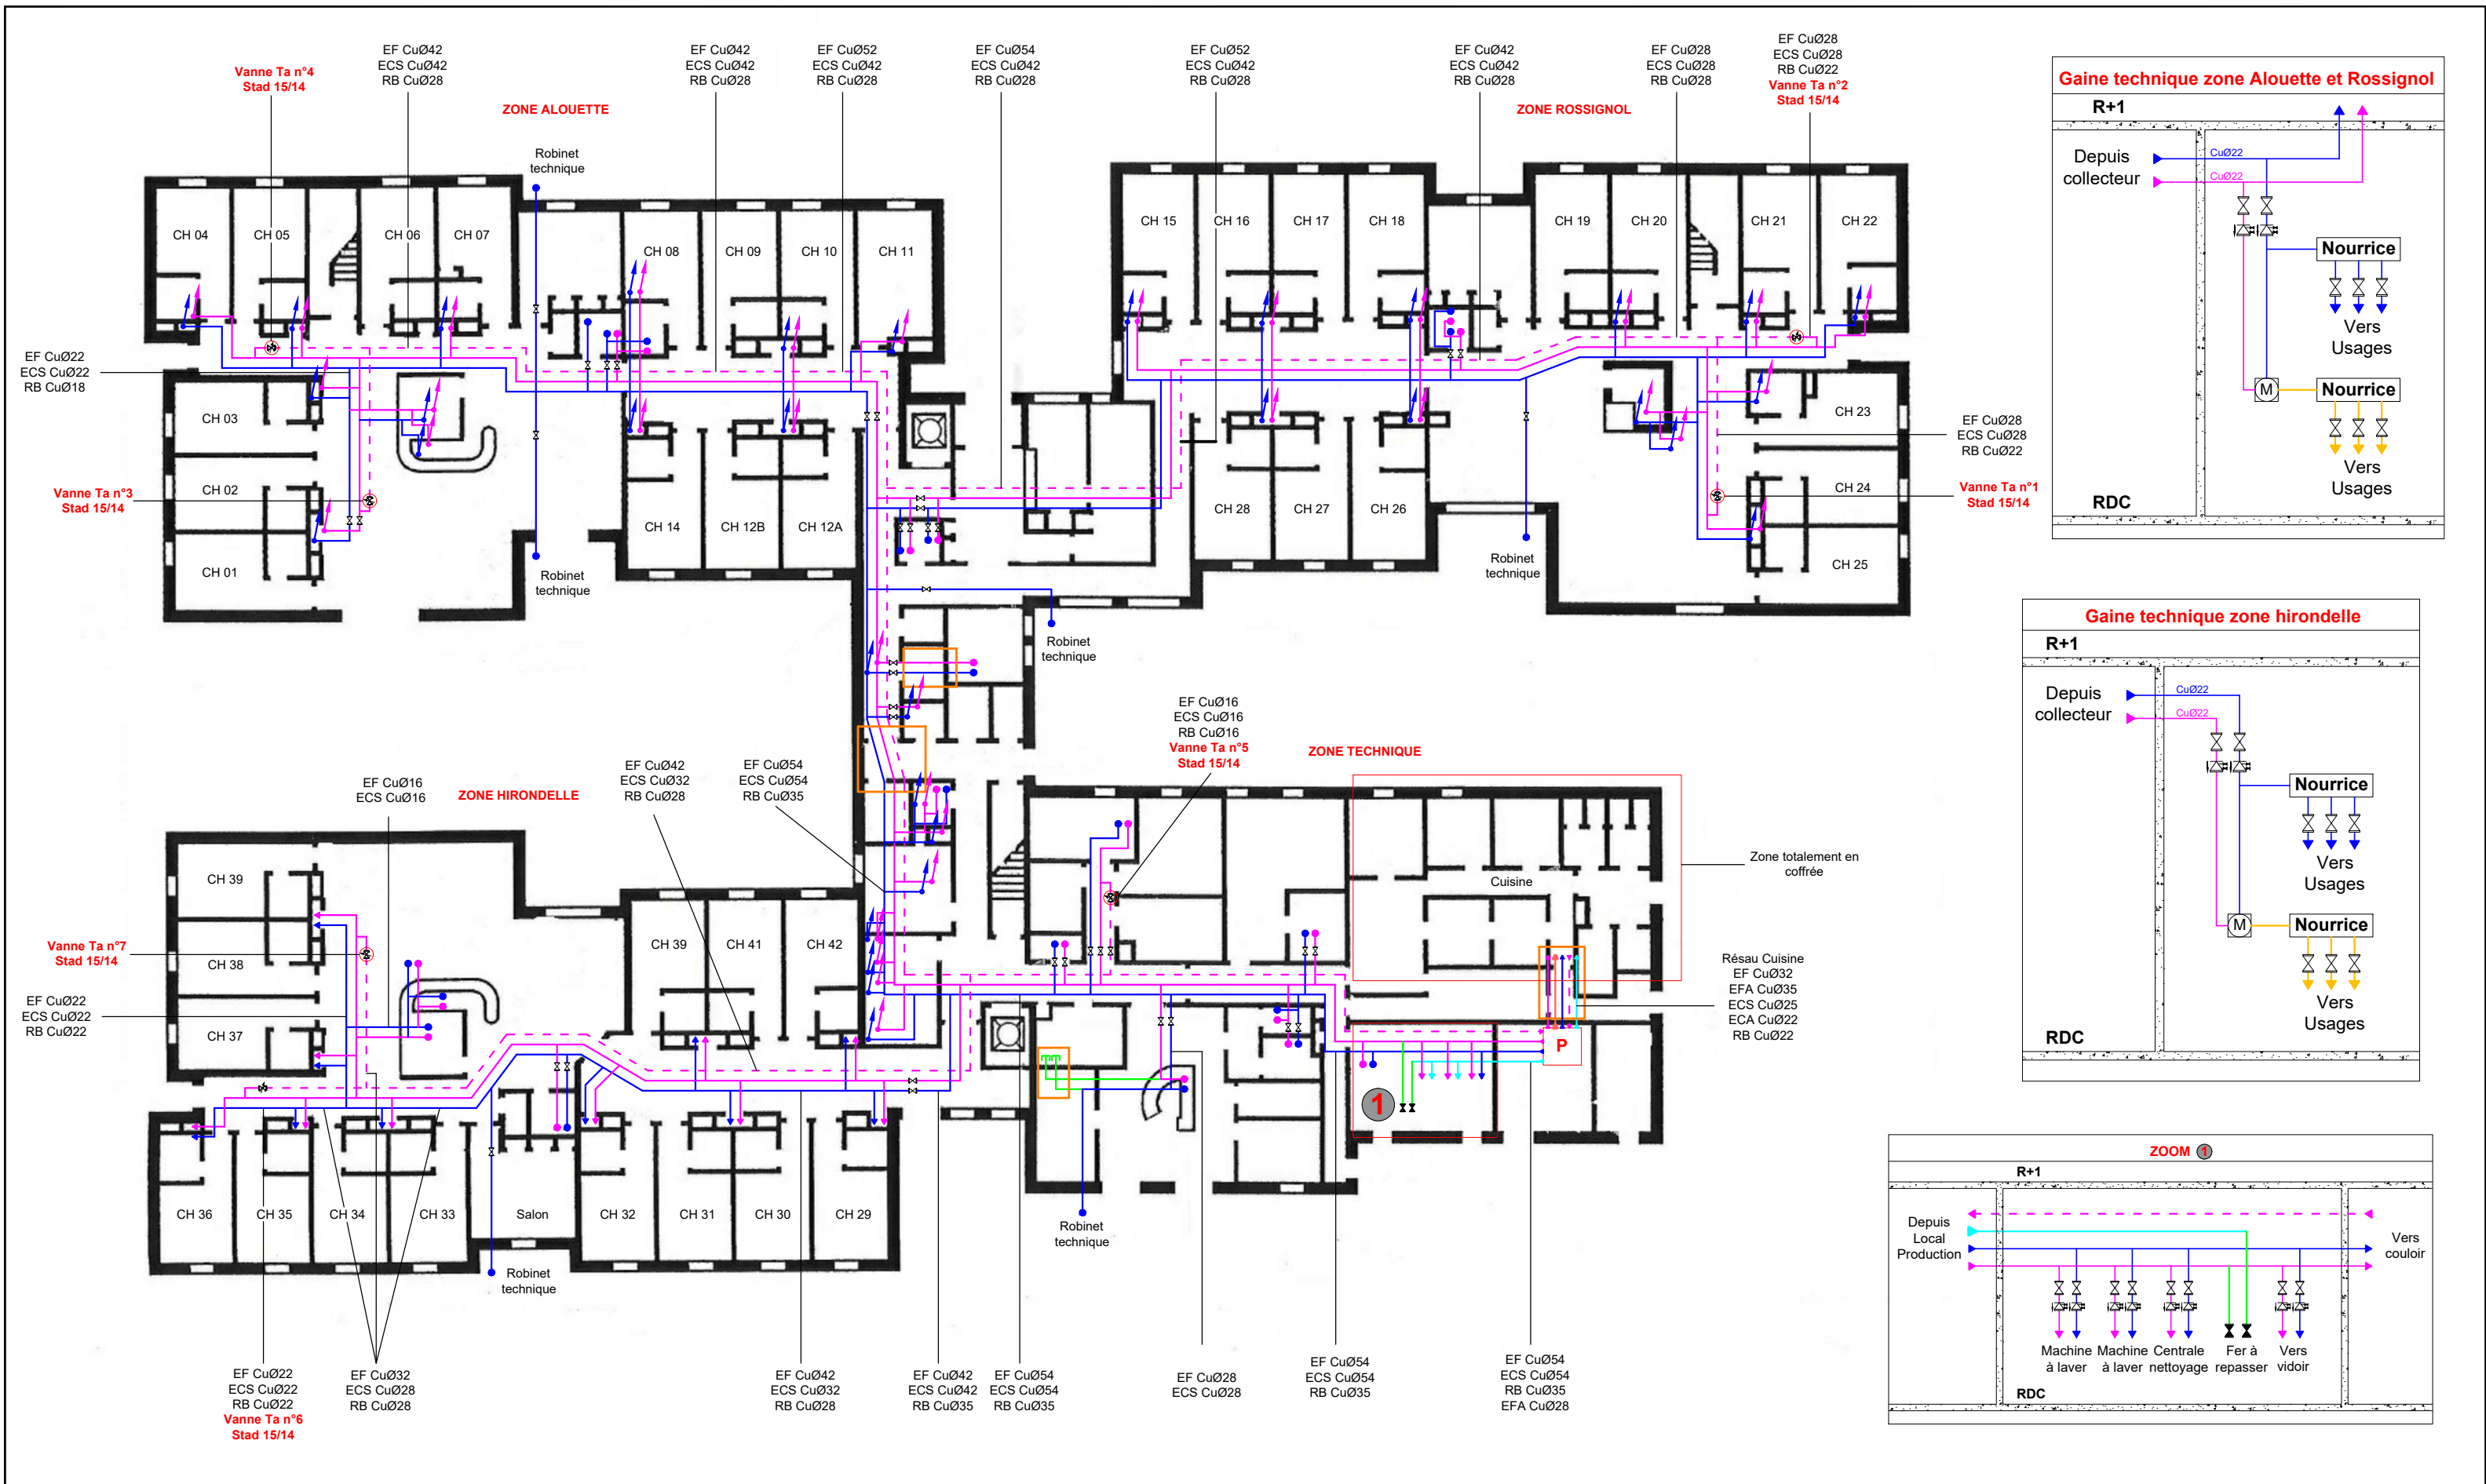 EF CuØ42
ECS CuØ42
RB CuØ28
Vanne Ta n°4
Stad 15/14
ZONE ALOUETTE
EF CuØ42
ECS CuØ42
RB CuØ28
EF CuØ52
ECS CuØ42
RB CuØ28
EF CuØ54
ECS CuØ42
RB CuØ28
EF CuØ52
ECS CuØ42
RB CuØ28
EF CuØ42
ECS CuØ42
RB CuØ28
ZONE ROSSIGNOL
EF CuØ28
ECS CuØ28
RB CuØ28
EF CuØ28
ECS CuØ28
RB CuØ22
Vanne Ta n°2
Stad 15/14
Robinet
technique
CH 04
CH 05
CH 06
CH 07
CH 08
CH 09
CH 10
CH 11
CH 15
CH 16
CH 17
CH 18
CH 19
CH 20
CH 21
CH 22
EF CuØ22
ECS CuØ22
RB CuØ18
CH 03
CH 02
CH 01
Vanne Ta n°3
Stad 15/14
CH 14
CH 12B
CH 12A
CH 28
CH 27
CH 26
CH 23
CH 24
CH 25
EF CuØ28
ECS CuØ28
RB CuØ22
Vanne Ta n°1
Stad 15/14
Robinet
technique
Robinet
technique
Robinet
technique
EF CuØ16
ECS CuØ16
ZONE HIRONDELLE
EF CuØ42
ECS CuØ32
RB CuØ28
EF CuØ54
ECS CuØ54
RB CuØ35
EF CuØ16
ECS CuØ16
RB CuØ16
Vanne Ta n°5
Stad 15/14
ZONE TECHNIQUE
Zone totalement en
coffrée
Cuisine
CH 39
CH 38
CH 37
CH 39
CH 41
CH 42
Vanne Ta n°7
Stad 15/14
EF CuØ22
ECS CuØ22
RB CuØ22
Résau Cuisine
EF CuØ32
EFA CuØ35
ECS CuØ25
ECA CuØ22
RB CuØ22
P
1
CH 36
CH 35
CH 34
CH 33
Salon
CH 32
CH 31
CH 30
CH 29
Robinet
technique
Robinet
technique
EF CuØ22
ECS CuØ22
RB CuØ22
Vanne Ta n°6
Stad 15/14
EF CuØ32
ECS CuØ28
RB CuØ28
EF CuØ42
ECS CuØ32
RB CuØ28
EF CuØ42
ECS CuØ42
RB CuØ35
EF CuØ54
ECS CuØ54
RB CuØ35
EF CuØ28
ECS CuØ28
EF CuØ54
ECS CuØ54
RB CuØ35
EF CuØ54
ECS CuØ54
RB CuØ35
EFA CuØ28
Gaine technique zone Alouette et Rossignol
R+1
Depuis
collecteur
CuØ22
CuØ22
Nourrice
Vers
Usages
M
Nourrice
Vers
Usages
RDC
Gaine technique zone hirondelle
R+1
Depuis
collecteur
CuØ22
CuØ22
Nourrice
Vers
Usages
M
Nourrice
Vers
Usages
RDC
ZOOM 1
R+1
Depuis
Local
Production
Vers
couloir
Machine
à laver
Machine
à laver
Centrale
nettoyage
Fer à
repasser
Vers
vidoir
RDC